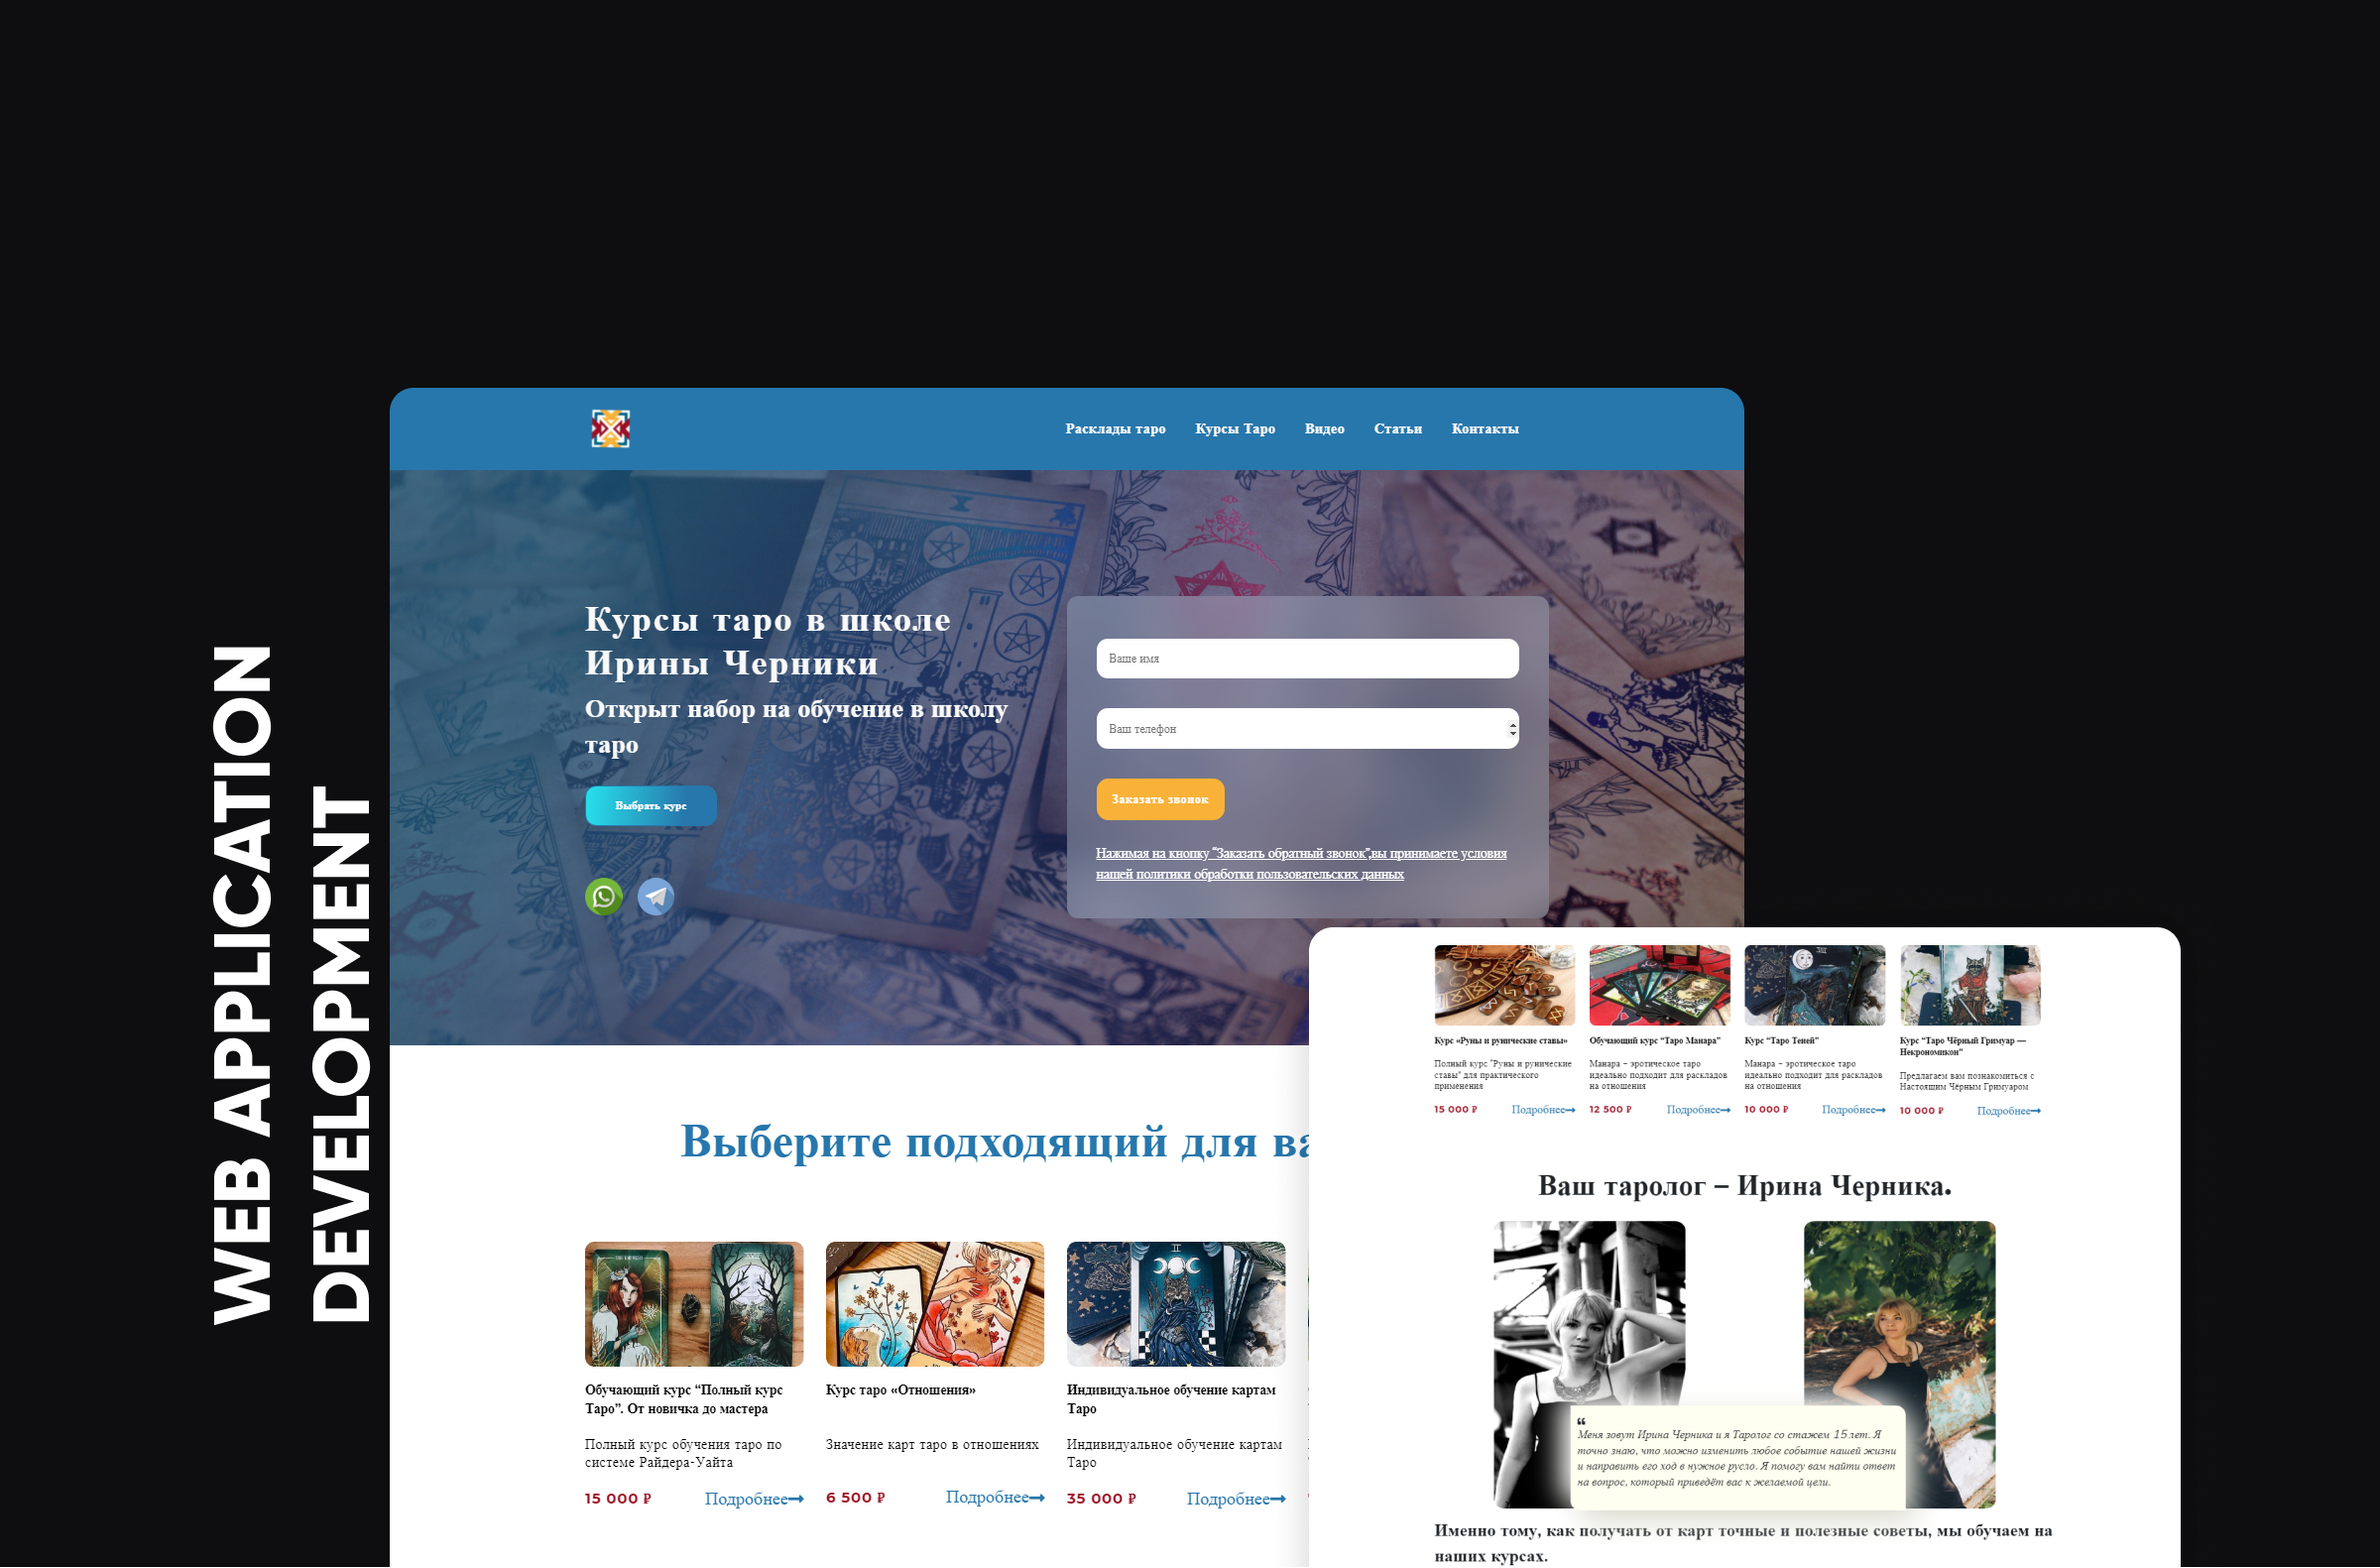 WEB APPLICATION
DEVELOPMENT
Расклады таро
Курсы Таро
Видео
Статьи
Контакты
Курсы таро в школе
Ирины Черники
Открыт набор на обучение в школу
таро
Выбрать курс
Ваше имя
Ваш телефон
Заказать звонок
Нажимая на кнопку "Заказать обратный звонок",вы принимаете условия
нашей политики обработки пользовательских данных
Выберите подходящий для ва
Обучающий курс “Полный курс
Таро”. От новичка до мастера
Полный курс обучения таро по
системе Райдера-Уайта
15 000 ₽
Подробнее
Курс таро «Отношения»
Значение карт таро в отношениях
6 500 ₽
Подробнее
Индивидуальное обучение картам
Таро
Индивидуальное обучение картам
Таро
35 000 ₽
Подробнее
Курс «Руны и рунические ставы»
Полный курс "Руны и рунические
ставы" для практического
применения
15 000 ₽
Подробнее
Обучающий курс “Таро Манара”
Манара – эротическое таро
идеально подходит для раскладов
на отношения
12 500 ₽
Подробнее
Курс “Таро Теней”
Манара – эротическое таро
идеально подходит для раскладов
на отношения
10 000 ₽
Подробнее
Курс “Таро Чёрный Гримуар —
Некрономикон”
Предлагаем вам познакомиться с
Настоящим Чёрным Гримуаром
10 000 ₽
Подробнее
Ваш таролог – Ирина Черника.
“
Меня зовут Ирина Черника и я Таролог со стажем 15 лет. Я
точно знаю, что можно изменить любое событие нашей жизни
и направить его ход в нужное русло. Я помогу вам найти ответ
на вопрос, который приведёт вас к желаемой цели.
Именно тому, как получать от карт точные и полезные советы, мы обучаем на
наших курсах.